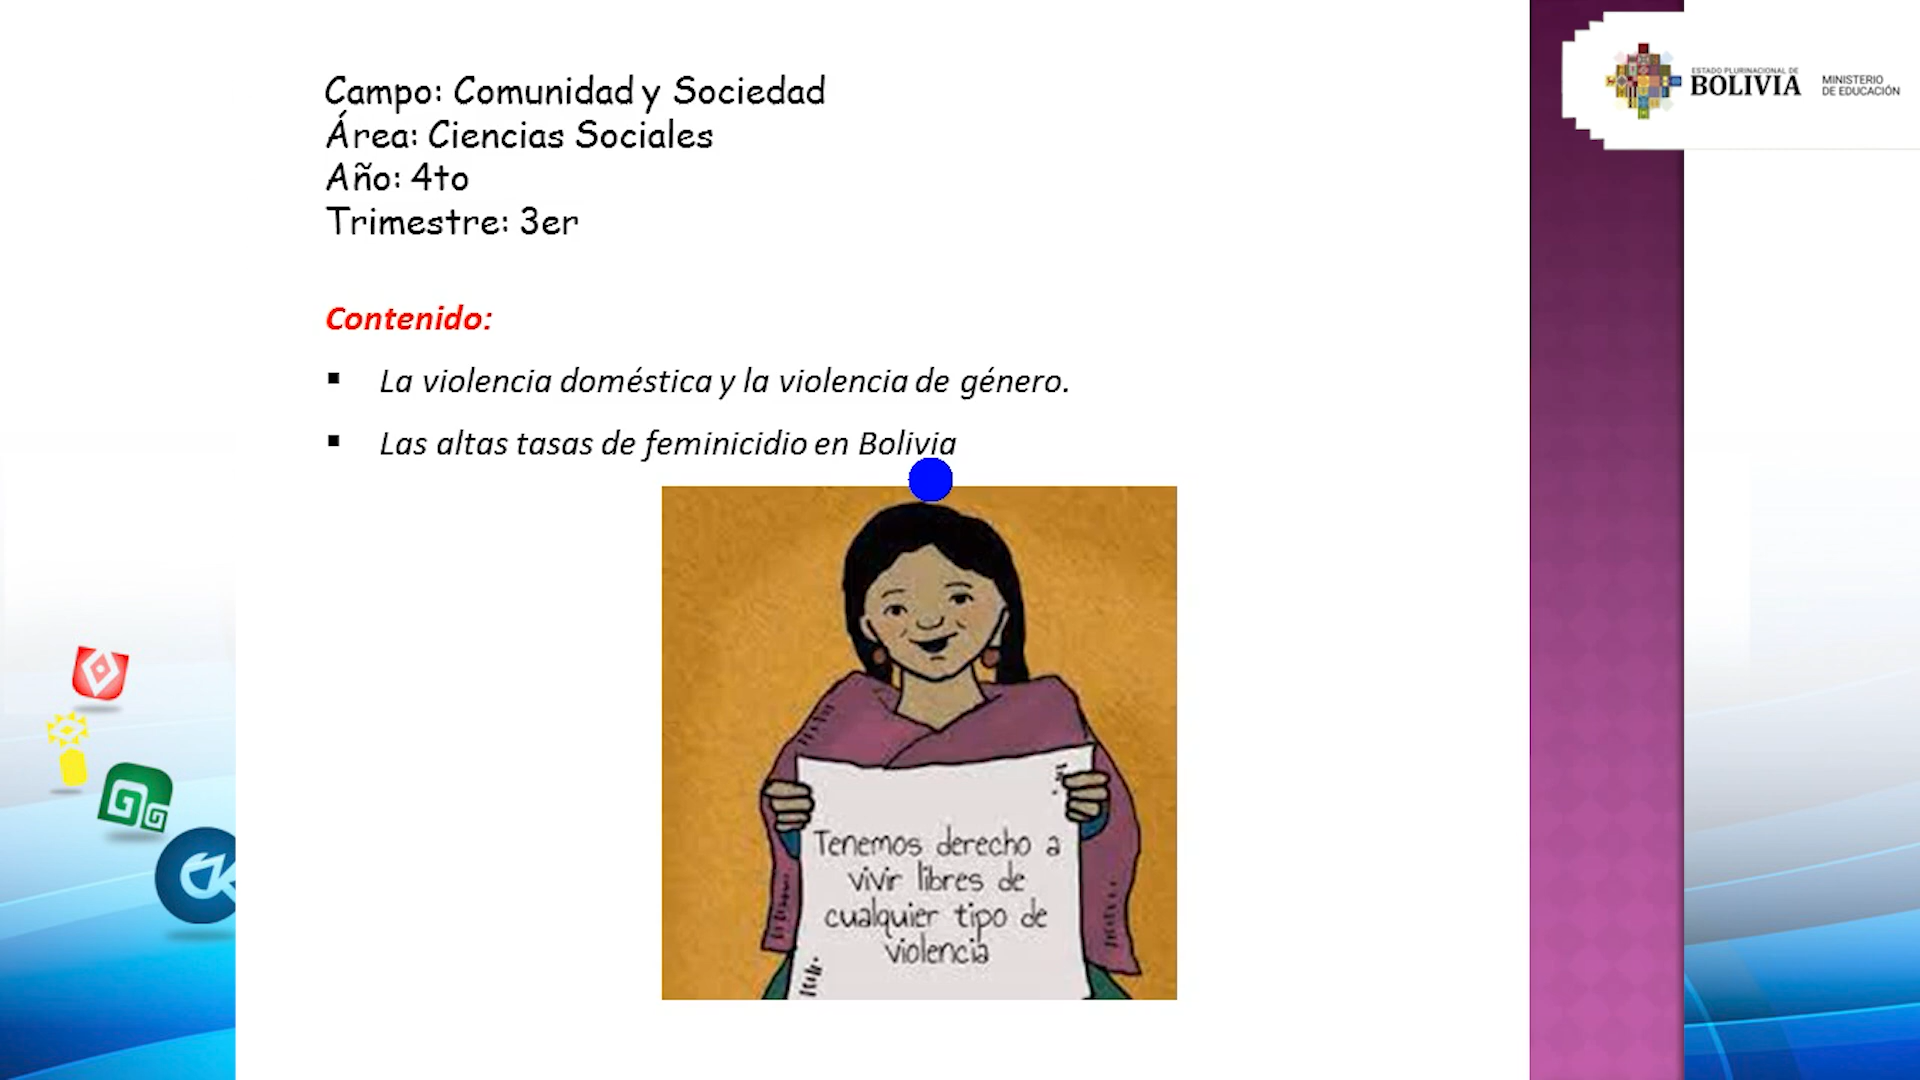 ESTADO PLURINACIONAL DE
BOLIVIA
MINISTERIO
DE EDUCACIÓN
Campo: Comunidad y Sociedad
Área: Ciencias Sociales
Año: 4to
Trimestre: 3er
Contenido:
▪ La violencia doméstica y la violencia de género.
▪ Las altas tasas de feminicidio en Bolivia
Tenemos derecho a
vivir libres de
cualquier tipo de
violencia